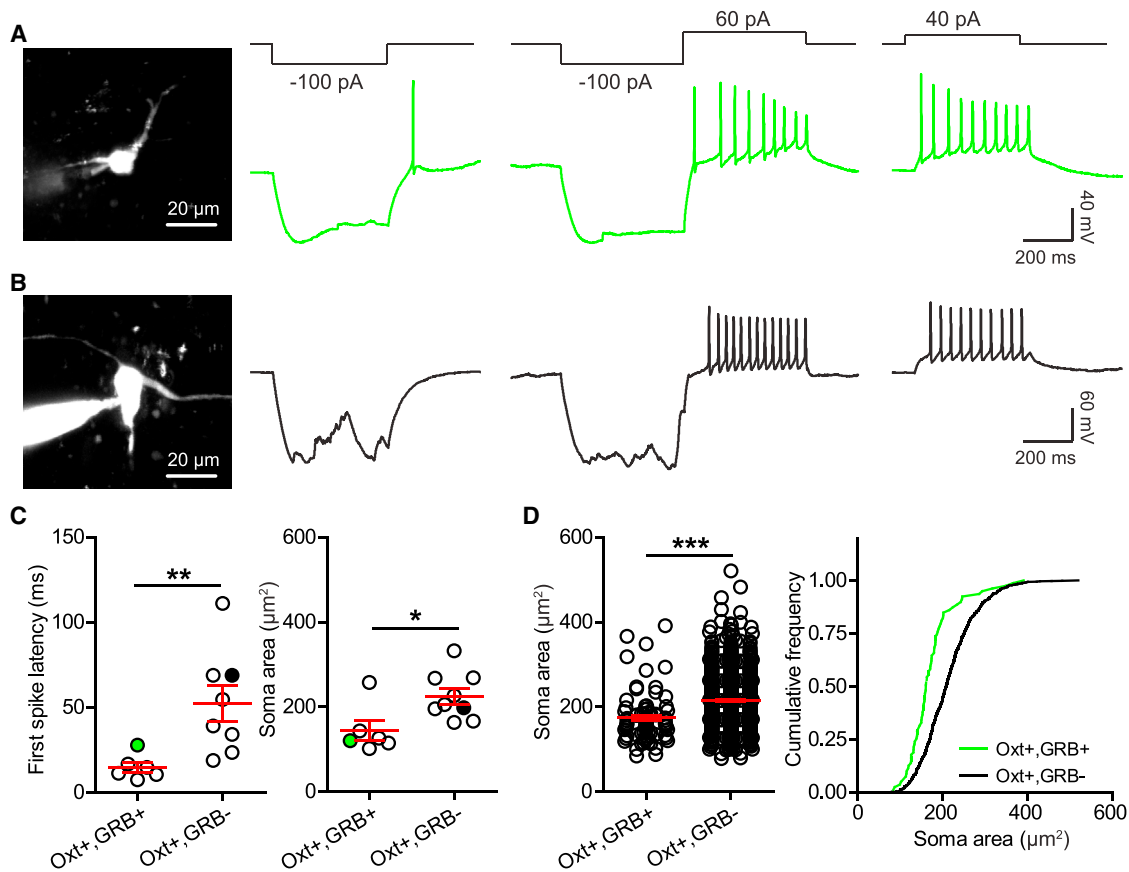 A
20 µm
-100 pA
-100 pA
60 pA
40 pA
40 mV
200 ms
B
20 µm
60 mV
200 ms
C
First spike latency (ms)
150
100
50
0
**
Oxt+,GRB+
Oxt+,GRB-
Soma area (µm²)
600
400
200
0
*
Oxt+,GRB+
Oxt+,GRB-
D
Soma area (µm²)
600
400
200
0
***
Oxt+,GRB+
Oxt+,GRB-
Cumulative frequency
1.00
0.75
0.50
0.25
0.00
Oxt+,GRB+
Oxt+,GRB-
0
200
400
600
Soma area (µm²)